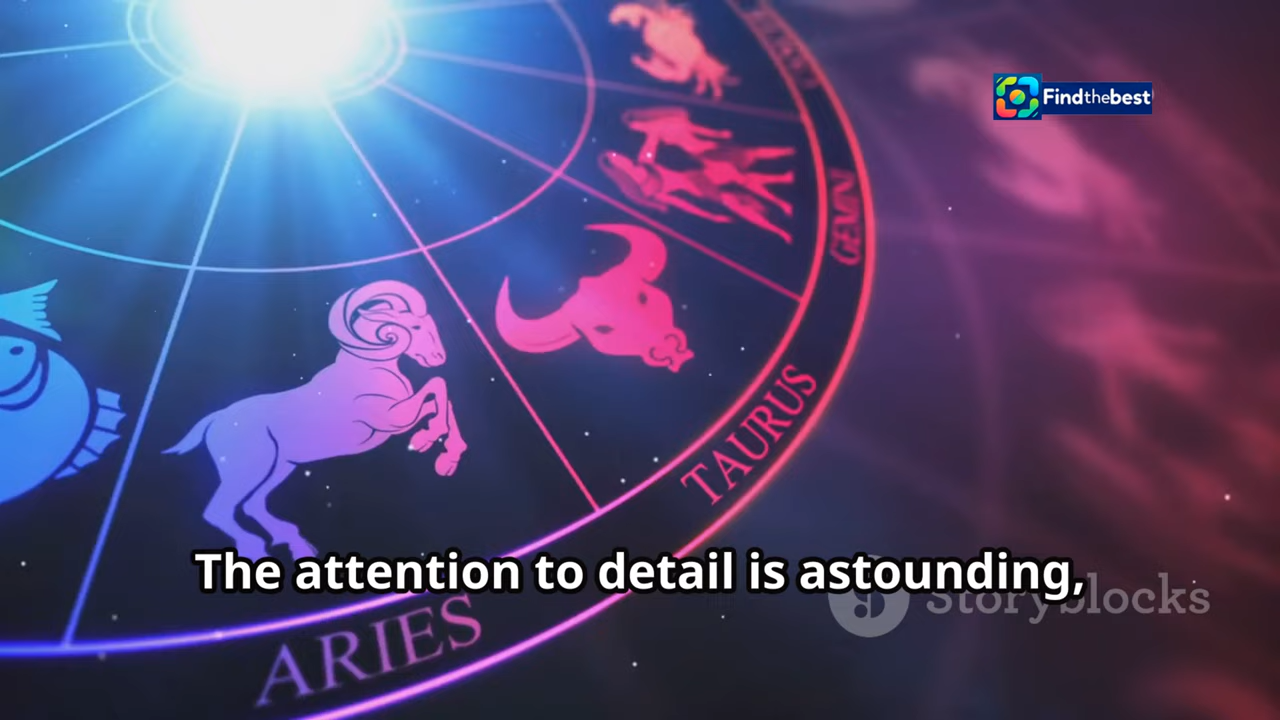 Findthebest
GEMINI
TAURUS
The attention to detail is astounding,
Storyblocks
ARIES